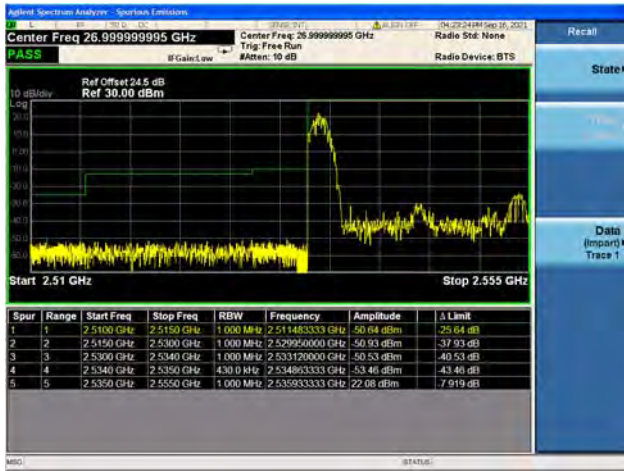 Agilent Spectrum Analyzer - Spurious Emissions
Center Freq 26.999999995 GHz
Center Freq: 26.999999995 GHz
Trig: Free Run
#Atten: 10 dB
IFGain:Low
04:23:24 PM Sep 16, 2021
Radio Std: None
Radio Device: BTS
PASS
Recall
State
Data
(Import)
Trace 1
Ref Offset 24.5 dB
10 dB/div Ref 30.00 dBm
Log
Start 2.51 GHz
Stop 2.555 GHz
Spur Range Start Freq Stop Freq RBW Frequency Amplitude Δ Limit
1 1 2.5100 GHz 2.5150 GHz 1.000 MHz 2.511483333 GHz -50.64 dBm -25.64 dB
2 2 2.5150 GHz 2.5300 GHz 1.000 MHz 2.529950000 GHz -50.93 dBm -37.93 dB
3 3 2.5300 GHz 2.5340 GHz 1.000 MHz 2.533120000 GHz -50.53 dBm -40.53 dB
4 4 2.5340 GHz 2.5350 GHz 430.0 kHz 2.534863333 GHz -53.46 dBm -43.46 dB
5 5 2.5350 GHz 2.5550 GHz 1.000 MHz 2.535933333 GHz 22.08 dBm -7.919 dB
MSG
STATUS